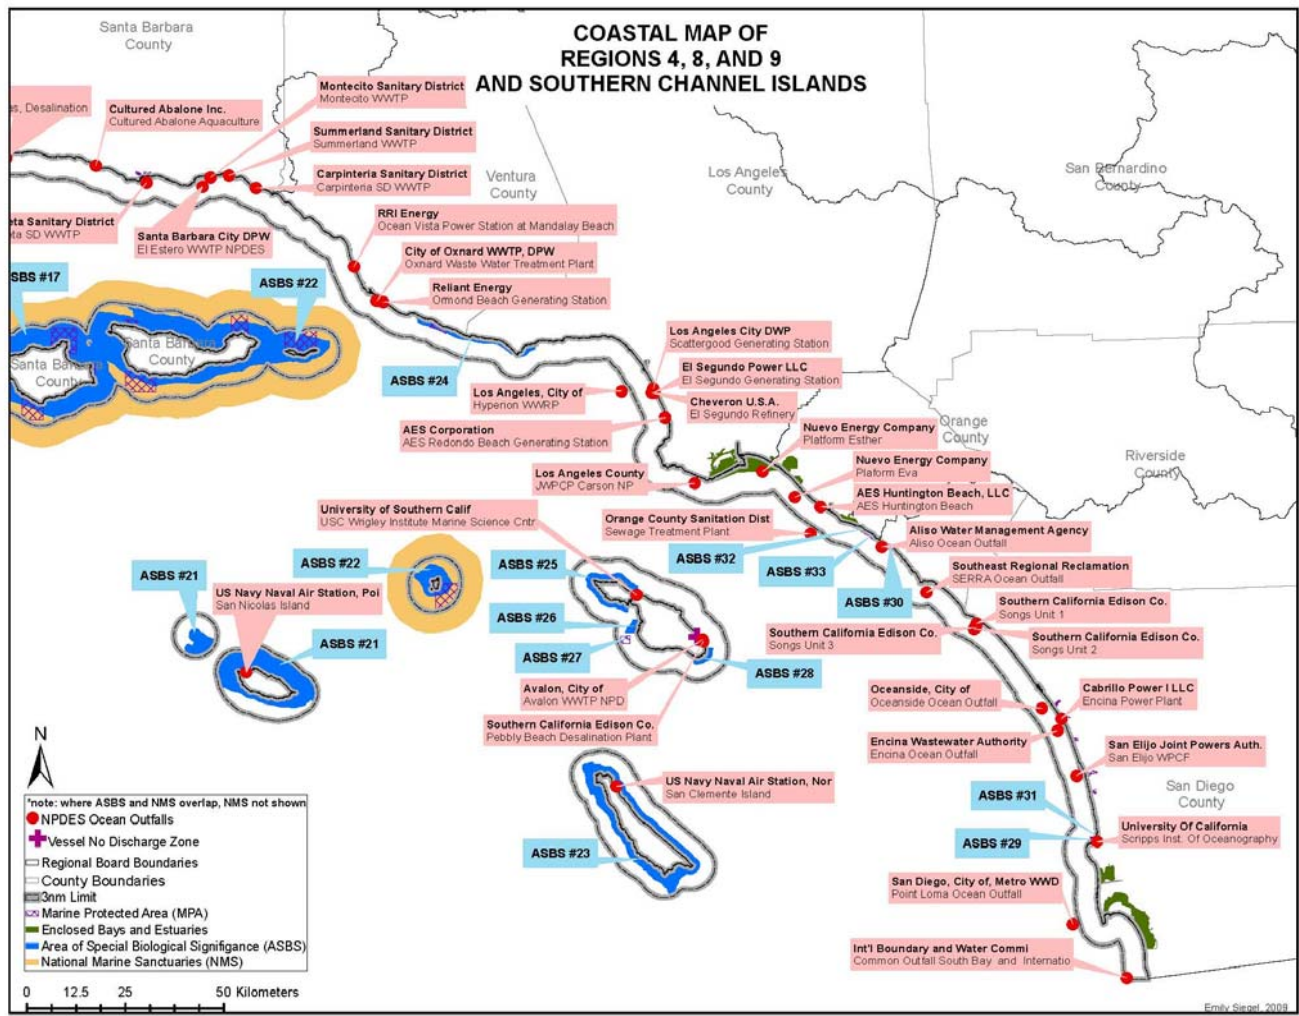 COASTAL MAP OF
REGIONS 4, 8, AND 9
AND SOUTHERN CHANNEL ISLANDS
Santa Barbara
County
Montecito Sanitary District
Montecito WWTP
es, Desalination
Cultured Abalone Inc.
Cultured Abalone Aquaculture
Summerland Sanitary District
Summerland WWTP
Carpinteria Sanitary District
Carpinteria SD WWTP
Ventura
County
Los Angeles
County
San Bernardino
County
eta Sanitary District
ta SD WWTP
Santa Barbara City DPW
El Estero WWTP NPDES
RRI Energy
Ocean Vista Power Station at Mandalay Beach
City of Oxnard WWTP, DPW
Oxnard Waste Water Treatment Plant
SBS #17
ASBS #22
Reliant Energy
Ormond Beach Generating Station
Santa Barbara
County
Santa Barbara
County
Los Angeles City DWP
Scattergood Generating Station
ASBS #24
El Segundo Power LLC
El Segundo Generating Station
Los Angeles, City of
Hyperion WWRP
Cheveron U.S.A.
El Segundo Refinery
AES Corporation
AES Redondo Beach Generating Station
Nuevo Energy Company
Platform Esther
Orange
County
Riverside
County
Los Angeles County
JWPCP Carson NP
Nuevo Energy Company
Plaform Eva
AES Huntington Beach, LLC
AES Huntington Beach
University of Southern Calif
USC Wrigley Institute Marine Science Cntr
Orange County Sanitation Dist
Sewage Treatment Plant
Aliso Water Management Agency
Aliso Ocean Outfall
ASBS #32
ASBS #33
ASBS #30
Southeast Regional Reclamation
SERRA Ocean Outfall
ASBS #21
ASBS #22
ASBS #25
US Navy Naval Air Station, Poi
San Nicolas Island
Southern California Edison Co.
Songs Unit 1
ASBS #26
Southern California Edison Co.
Songs Unit 3
Southern California Edison Co.
Songs Unit 2
ASBS #21
ASBS #27
ASBS #28
Avalon, City of
Avalon WWTP NPD
Oceanside, City of
Oceanside Ocean Outfall
Cabrillo Power I LLC
Encina Power Plant
Southern California Edison Co.
Pebbly Beach Desalination Plant
Encina Wastewater Authority
Encina Ocean Outfall
San Elijo Joint Powers Auth.
San Elijo WPCF
US Navy Naval Air Station, Nor
San Clemente Island
San Diego
County
ASBS #31
ASBS #29
University Of California
Scripps Inst. Of Oceanography
ASBS #23
San Diego, City of, Metro WWD
Point Loma Ocean Outfall
Int'l Boundary and Water Commi
Common Outfall South Bay and Internatio
N
*note: where ASBS and NMS overlap, NMS not shown
NPDES Ocean Outfalls
Vessel No Discharge Zone
Regional Board Boundaries
County Boundaries
3nm Limit
Marine Protected Area (MPA)
Enclosed Bays and Estuaries
Area of Special Biological Signifigance (ASBS)
National Marine Sanctuaries (NMS)
0 12.5 25 50 Kilometers
Emily Siegel, 2009